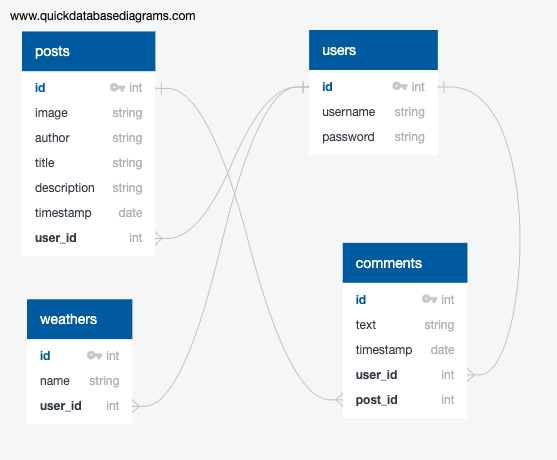 www.quickdatabasediagrams.com
posts
id int
image string
author string
title string
description string
timestamp date
user_id int
users
id int
username string
password string
weathers
id int
name string
user_id int
comments
id int
text string
timestamp date
user_id int
post_id int